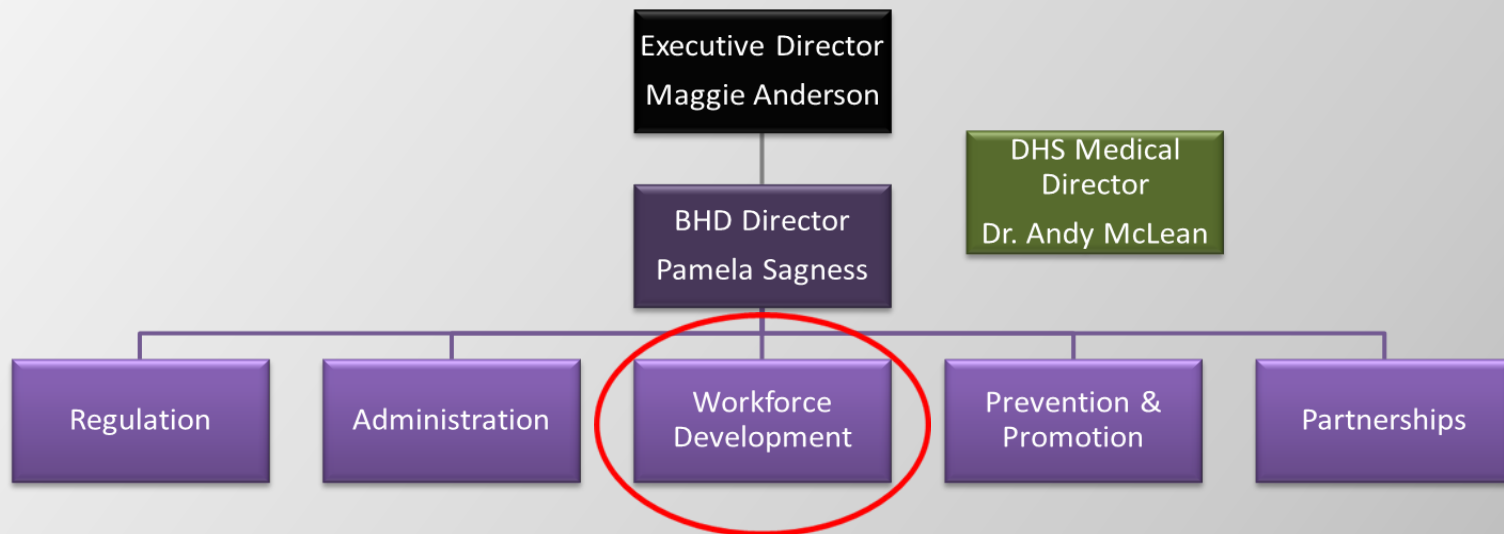 Executive Director
Maggie Anderson
DHS Medical
Director
Dr. Andy McLean
BHD Director
Pamela Sagness
Regulation
Administration
Workforce
Development
Prevention &
Promotion
Partnerships